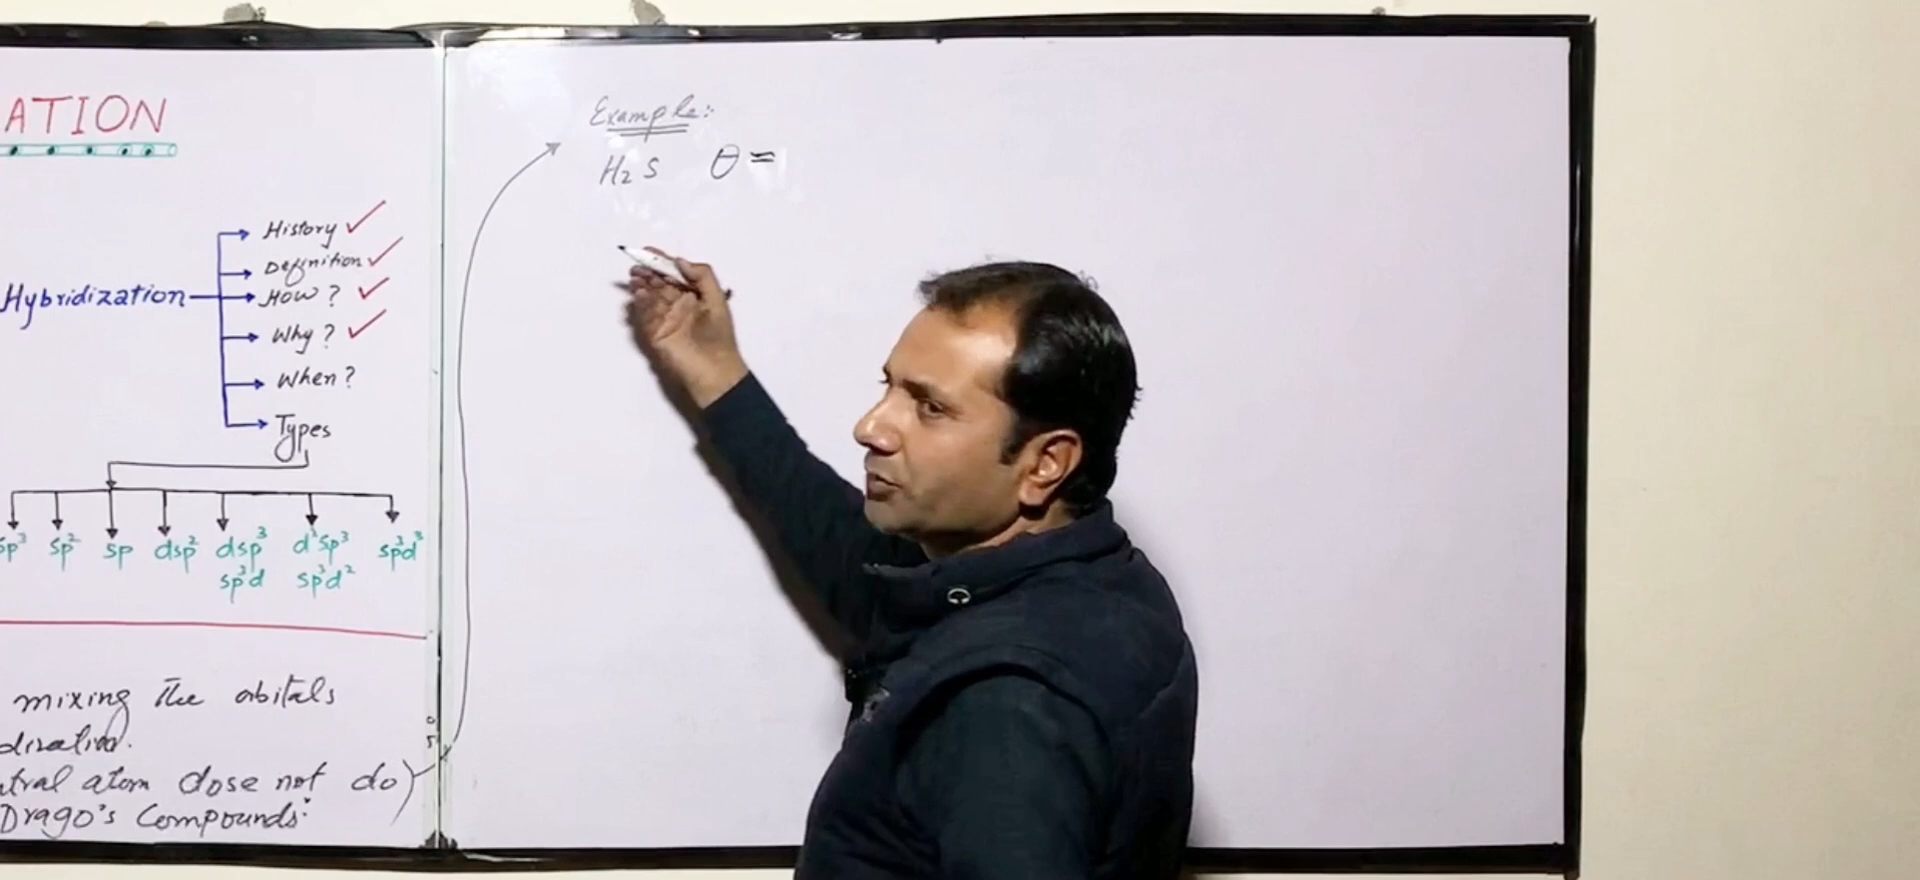 ATION
Hybridization
History
Definition
How?
Why?
When?
Types
sp³ sp² sp dsp² dsp³ d²sp³ sp³d³
sp³d sp³d²
mixing the orbitals
dization.
ntral atom dose not do
Drago's Compounds:
Example:
H₂S θ =